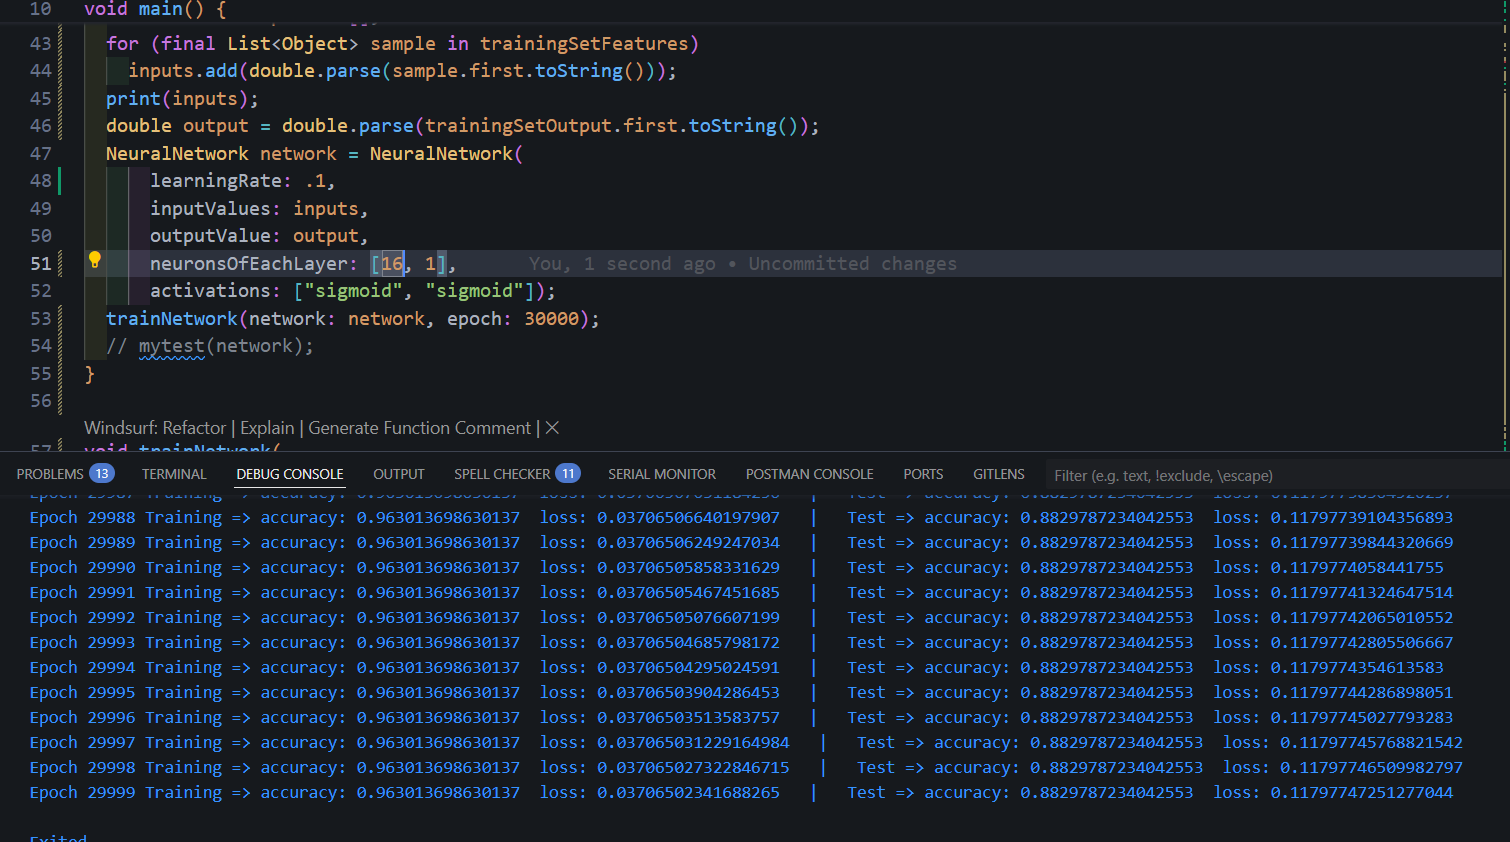 10 void main() {
43 for (final List<Object> sample in trainingSetFeatures)
44 inputs.add(double.parse(sample.first.toString()));
45 print(inputs);
46 double output = double.parse(trainingSetOutput.first.toString());
47 NeuralNetwork network = NeuralNetwork(
48 learningRate: .1,
49 inputValues: inputs,
50 outputValue: output,
51 neuronsOfEachLayer: [16, 1], You, 1 second ago • Uncommitted changes
52 activations: ["sigmoid", "sigmoid"]);
53 trainNetwork(network: network, epoch: 30000);
54 // mytest(network);
55 }
56
Windsurf: Refactor | Explain | Generate Function Comment | ×
57 void trainNetwork(
PROBLEMS 13 TERMINAL DEBUG CONSOLE OUTPUT SPELL CHECKER 11 SERIAL MONITOR POSTMAN CONSOLE PORTS GITLENS Filter (e.g. text, !exclude, \escape)
Epoch 29988 Training => accuracy: 0.963013698630137 loss: 0.03706506640197907 | Test => accuracy: 0.8829787234042553 loss: 0.11797739104356893
Epoch 29989 Training => accuracy: 0.963013698630137 loss: 0.03706506249247034 | Test => accuracy: 0.8829787234042553 loss: 0.11797739844320669
Epoch 29990 Training => accuracy: 0.963013698630137 loss: 0.03706505858331629 | Test => accuracy: 0.8829787234042553 loss: 0.1179774058441755
Epoch 29991 Training => accuracy: 0.963013698630137 loss: 0.03706505467451685 | Test => accuracy: 0.8829787234042553 loss: 0.11797741324647514
Epoch 29992 Training => accuracy: 0.963013698630137 loss: 0.03706505076607199 | Test => accuracy: 0.8829787234042553 loss: 0.11797742065010552
Epoch 29993 Training => accuracy: 0.963013698630137 loss: 0.03706504685798172 | Test => accuracy: 0.8829787234042553 loss: 0.11797742805506667
Epoch 29994 Training => accuracy: 0.963013698630137 loss: 0.03706504295024591 | Test => accuracy: 0.8829787234042553 loss: 0.1179774354613583
Epoch 29995 Training => accuracy: 0.963013698630137 loss: 0.03706503904286453 | Test => accuracy: 0.8829787234042553 loss: 0.11797744286898051
Epoch 29996 Training => accuracy: 0.963013698630137 loss: 0.03706503513583757 | Test => accuracy: 0.8829787234042553 loss: 0.11797745027793283
Epoch 29997 Training => accuracy: 0.963013698630137 loss: 0.037065031229164984 | Test => accuracy: 0.8829787234042553 loss: 0.11797745768821542
Epoch 29998 Training => accuracy: 0.963013698630137 loss: 0.037065027322846715 | Test => accuracy: 0.8829787234042553 loss: 0.11797746509982797
Epoch 29999 Training => accuracy: 0.963013698630137 loss: 0.03706502341688265 | Test => accuracy: 0.8829787234042553 loss: 0.11797747251277044
Exited